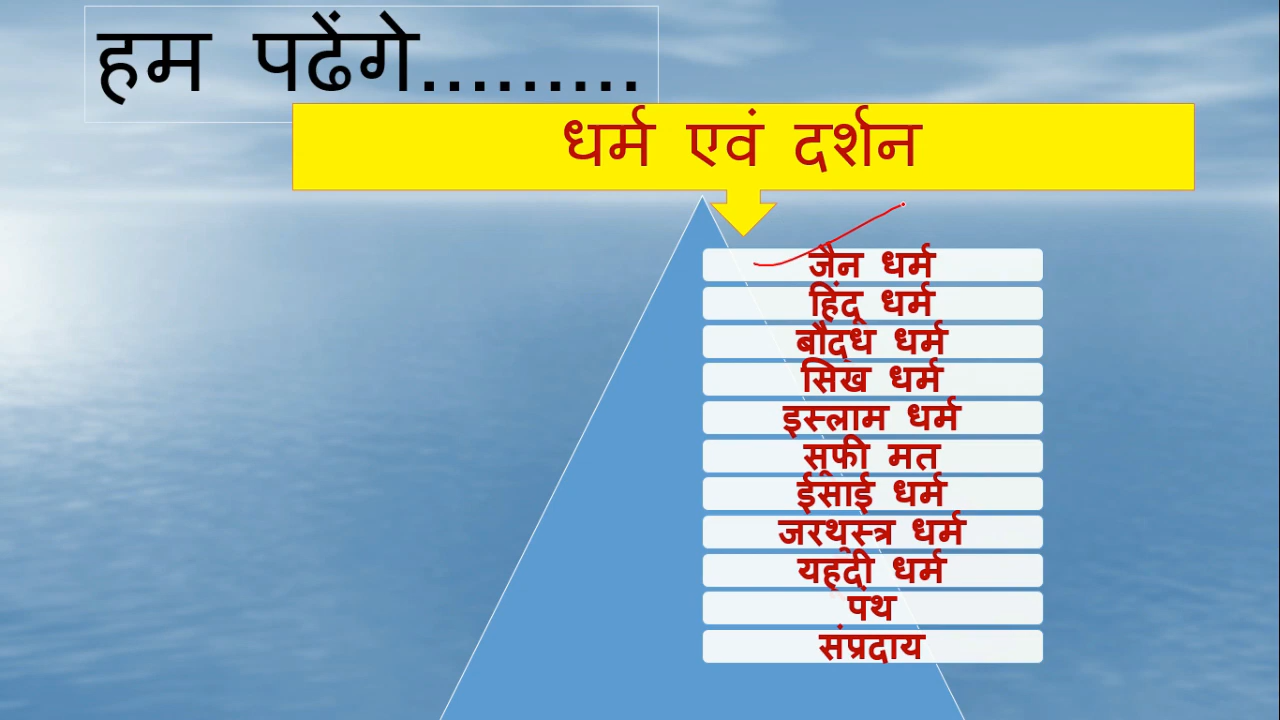 हम पढेंगे.........
धर्म एवं दर्शन
जैन धर्म
हिंदू धर्म
बौद्ध धर्म
सिख धर्म
इस्लाम धर्म
सूफी मत
ईसाई धर्म
जरथुस्त्र धर्म
यहूदी धर्म
पंथ
संप्रदाय